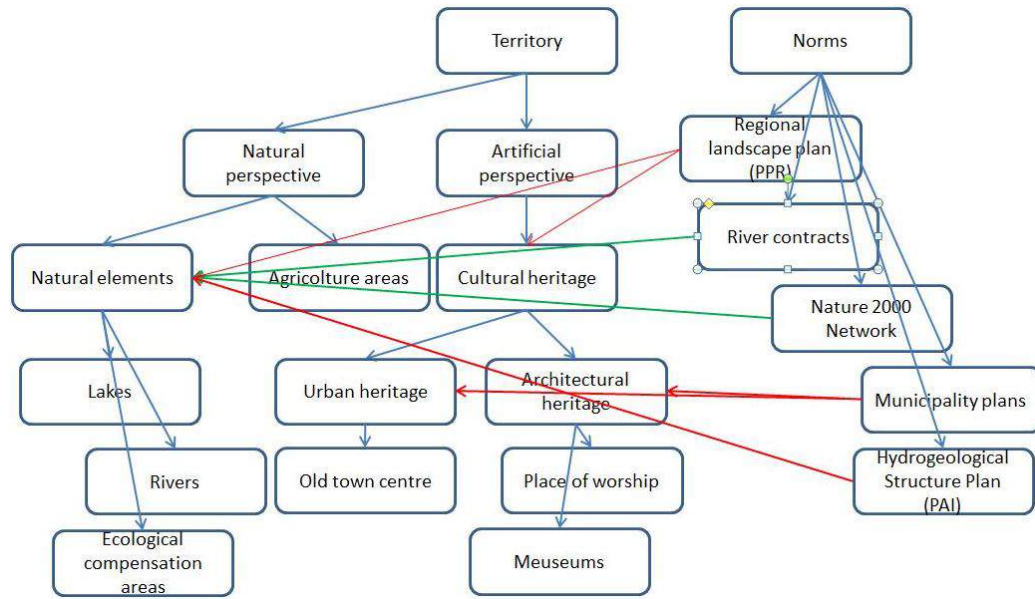 Territory
Norms
Natural
perspective
Artificial
perspective
Regional
landscape plan
(PPR)
River contracts
Natural elements
Agricolture areas
Cultural heritage
Nature 2000
Network
Lakes
Urban heritage
Architectural
heritage
Municipality plans
Rivers
Old town centre
Place of worship
Hydrogeological
Structure Plan
(PAI)
Ecological
compensation
areas
Meuseums